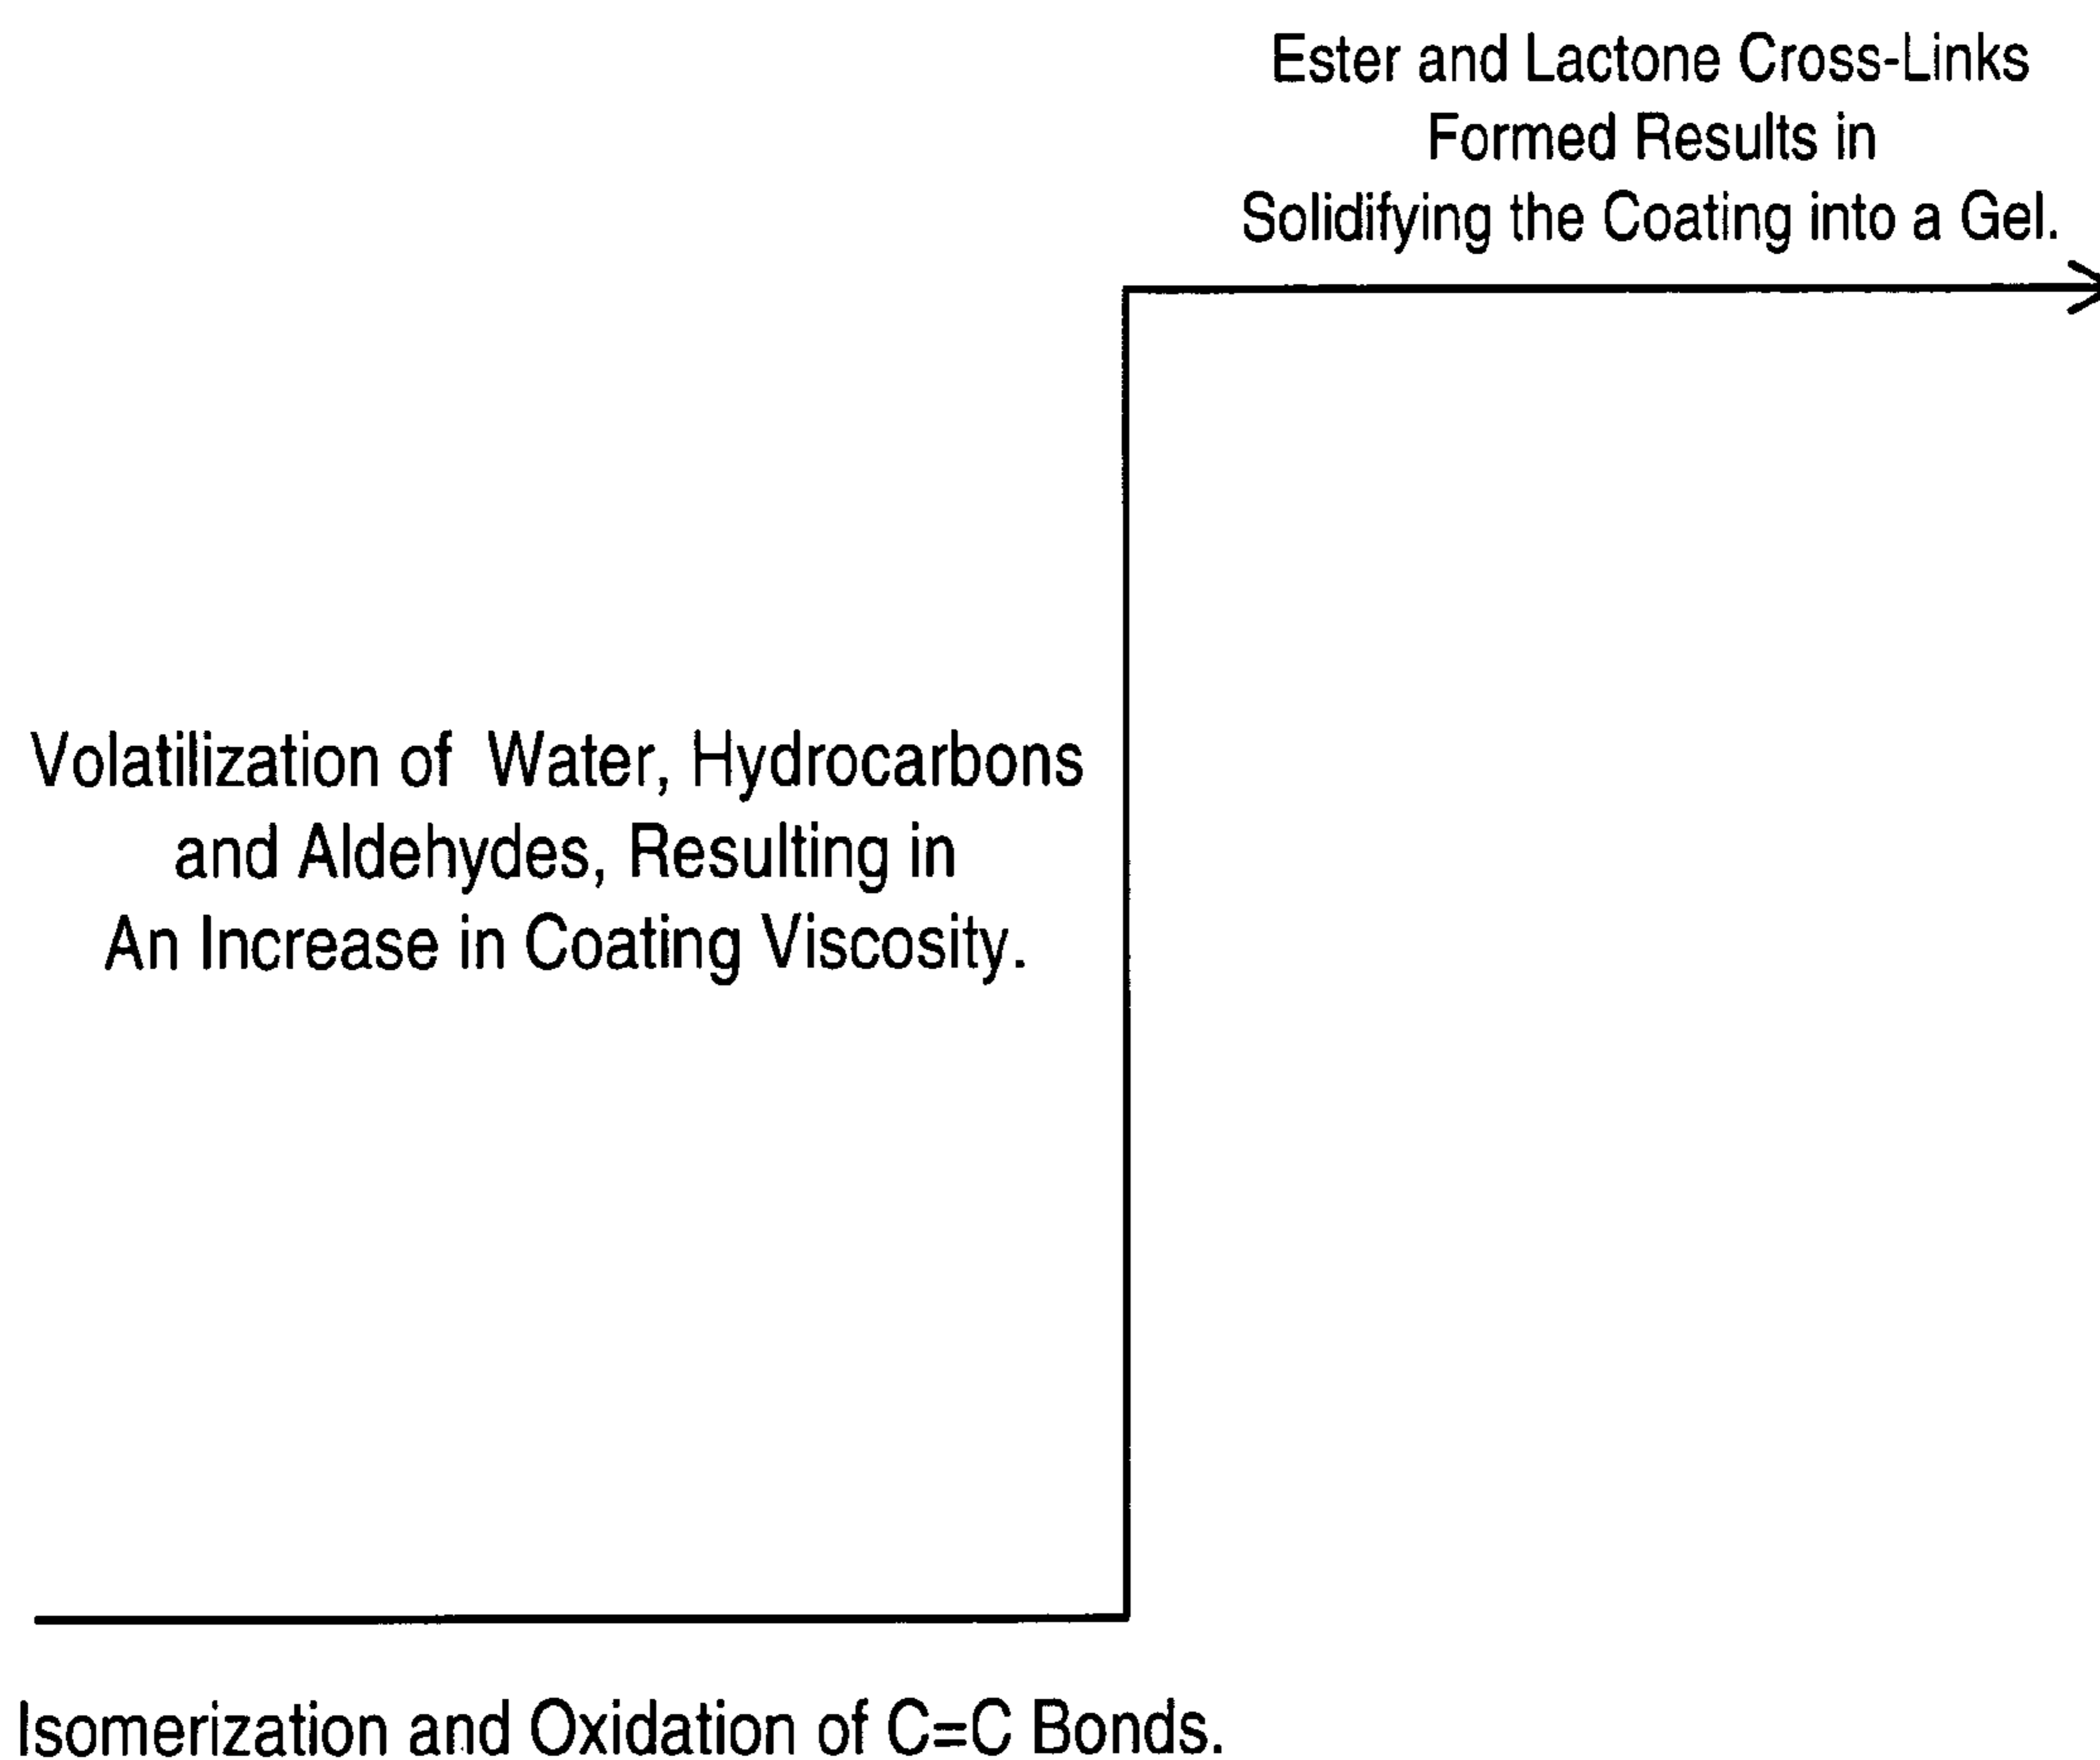 Ester and Lactone Cross-Links
Formed Results in
Solidifying the Coating into a Gel.
Volatilization of Water, Hydrocarbons
and Aldehydes, Resulting in
An Increase in Coating Viscosity.
Isomerization and Oxidation of C=C Bonds.